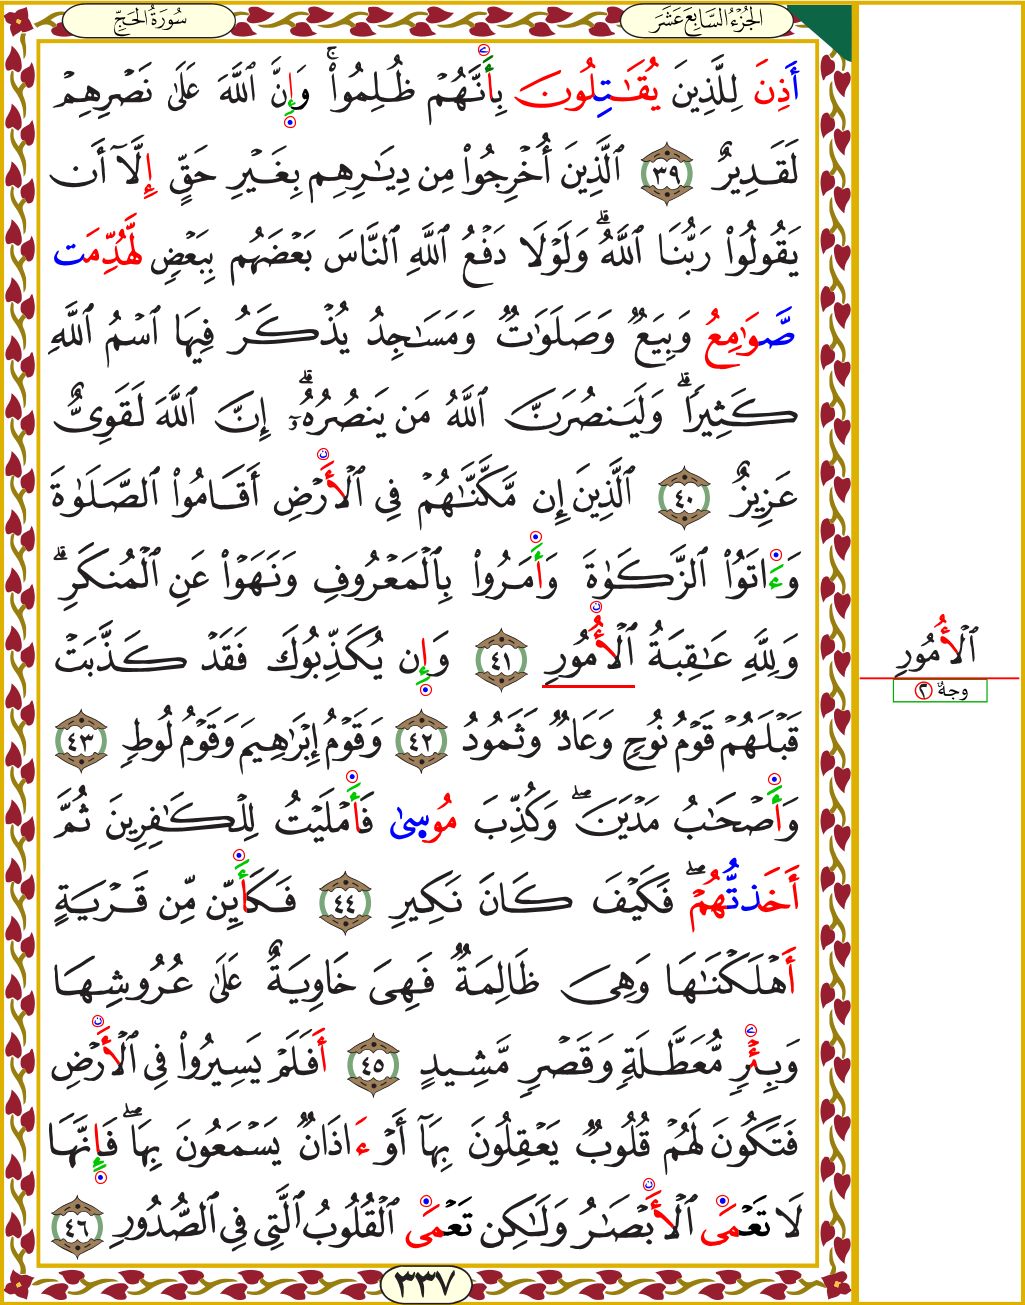 الجُزْءُ السَّابِعَ عَشَرَ
سُورَةُ الحَجِّ
أَذِنَ لِلَّذِينَ يُقَٰتِلُونَ بِأَنَّهُمْ ظُلِمُواْۚ وَإِنَّ ٱللَّهَ عَلَىٰ نَصْرِهِمْ
لَقَدِيرٌ ٣٩ ٱلَّذِينَ أُخْرِجُواْ مِن دِيَٰرِهِم بِغَيْرِ حَقٍّ إِلَّآ أَن
يَقُولُواْ رَبُّنَا ٱللَّهُۗ وَلَوْلَا دَفْعُ ٱللَّهِ ٱلنَّاسَ بَعْضَهُم بِبَعْضٍ لَّهُدِّمَت
صَّوَٰمِعُ وَبِيَعٌ وَصَلَوَٰتٌ وَمَسَٰجِدُ يُذْكَرُ فِيهَا ٱسْمُ ٱللَّهِ
كَثِيرًاۗ وَلَيَنصُرَنَّ ٱللَّهُ مَن يَنصُرُهُۥٓۗ إِنَّ ٱللَّهَ لَقَوِىٌّ
عَزِيزٌ ٤٠ ٱلَّذِينَ إِن مَّكَّنَّٰهُمْ فِى ٱلْأَرْضِ أَقَامُواْ ٱلصَّلَوٰةَ
وَءَاتَوُاْ ٱلزَّكَوٰةَ وَأَمَرُواْ بِٱلْمَعْرُوفِ وَنَهَوْاْ عَنِ ٱلْمُنكَرِۗ
وَلِلَّهِ عَٰقِبَةُ ٱلْأُمُورِ ٤١ وَإِن يُكَذِّبُوكَ فَقَدْ كَذَّبَتْ
قَبْلَهُمْ قَوْمُ نُوحٍ وَعَادٌ وَثَمُودُ ٤٢ وَقَوْمُ إِبْرَٰهِيمَ وَقَوْمُ لُوطٍ ٤٣
وَأَصْحَٰبُ مَدْيَنَۖ وَكُذِّبَ مُوسِىٰ فَأَمْلَيْتُ لِلْكَٰفِرِينَ ثُمَّ
أَخَذتُّهُمْۖ فَكَيْفَ كَانَ نَكِيرِ ٤٤ فَكَأَيِّن مِّن قَرْيَةٍ
أَهْلَكْنَٰهَا وَهِىَ ظَالِمَةٌ فَهِىَ خَاوِيَةٌ عَلَىٰ عُرُوشِهَا
وَبِئْرٍ مُّعَطَّلَةٍ وَقَصْرٍ مَّشِيدٍ ٤٥ أَفَلَمْ يَسِيرُواْ فِى ٱلْأَرْضِ
فَتَكُونَ لَهُمْ قُلُوبٌ يَعْقِلُونَ بِهَآ أَوْ ءَاذَانٌ يَسْمَعُونَ بِهَاۖ فَإِنَّهَا
لَا تَعْمَى ٱلْأَبْصَٰرُ وَلَٰكِن تَعْمَى ٱلْقُلُوبُ ٱلَّتِى فِى ٱلصُّدُورِ ٤٦
٣٣٧
ٱلْأُمُورِ
وجهٌ ٢